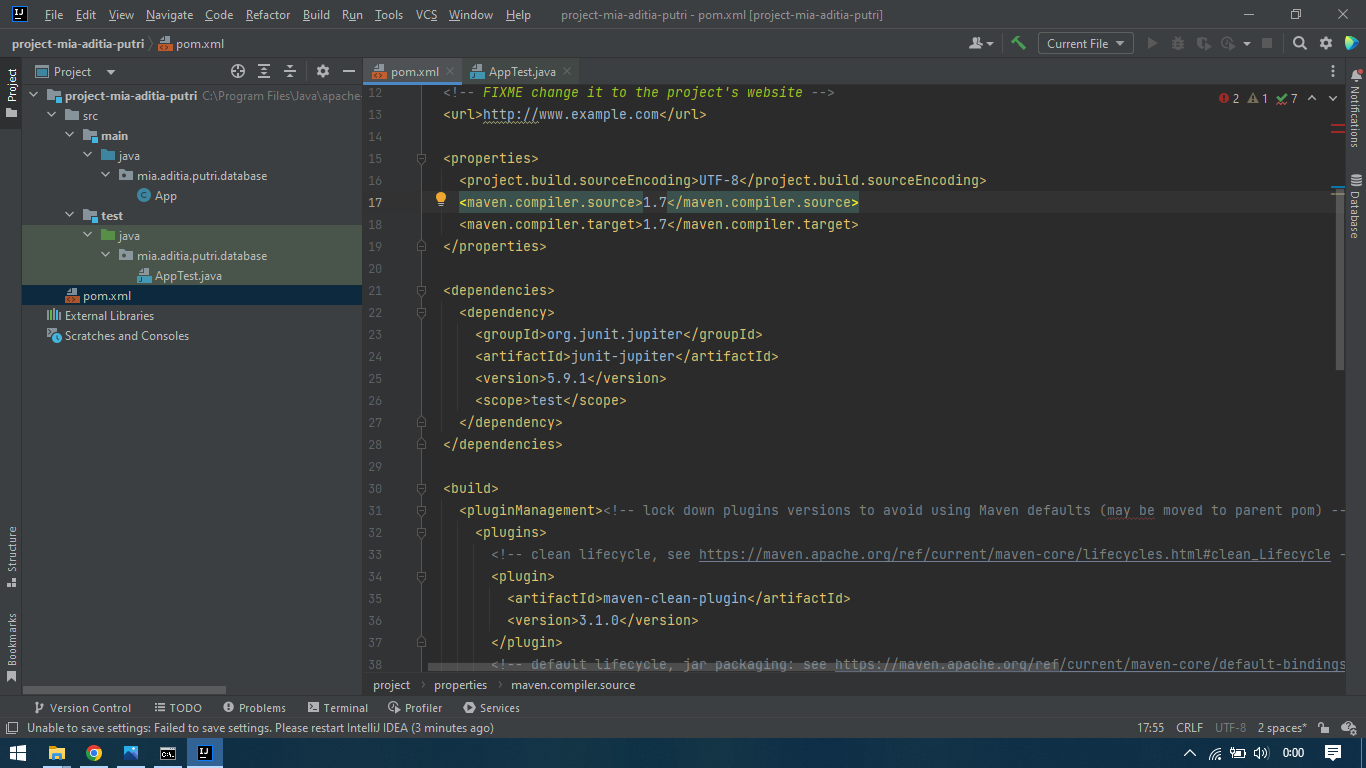 File Edit View Navigate Code Refactor Build Run Tools VCS Window Help project-mia-aditia-putri - pom.xml [project-mia-aditia-putri]
project-mia-aditia-putri pom.xml
Current File
Project
pom.xml
AppTest.java
Project
project-mia-aditia-putri C:\Program Files\Java\apache
src
main
java
mia.aditia.putri.database
App
test
java
mia.aditia.putri.database
AppTest.java
pom.xml
External Libraries
Scratches and Consoles
2 1 7
12 <!-- FIXME change it to the project's website -->
13 <url>http://www.example.com</url>
14
15 <properties>
16 <project.build.sourceEncoding>UTF-8</project.build.sourceEncoding>
17 <maven.compiler.source>1.7</maven.compiler.source>
18 <maven.compiler.target>1.7</maven.compiler.target>
19 </properties>
20
21 <dependencies>
22 <dependency>
23 <groupId>org.junit.jupiter</groupId>
24 <artifactId>junit-jupiter</artifactId>
25 <version>5.9.1</version>
26 <scope>test</scope>
27 </dependency>
28 </dependencies>
29
30 <build>
31 <pluginManagement><!-- lock down plugins versions to avoid using Maven defaults (may be moved to parent pom) --
32 <plugins>
33 <!-- clean lifecycle, see https://maven.apache.org/ref/current/maven-core/lifecycles.html#clean_Lifecycle -
34 <plugin>
35 <artifactId>maven-clean-plugin</artifactId>
36 <version>3.1.0</version>
37 </plugin>
38 <!-- default lifecycle, jar packaging: see https://maven.apache.org/ref/current/maven-core/default-bindings
Notifications
Database
Structure
Bookmarks
project properties maven.compiler.source
Version Control TODO Problems Terminal Profiler Services
Unable to save settings: Failed to save settings. Please restart IntelliJ IDEA (3 minutes ago) 17:55 CRLF UTF-8 2 spaces*
0:00